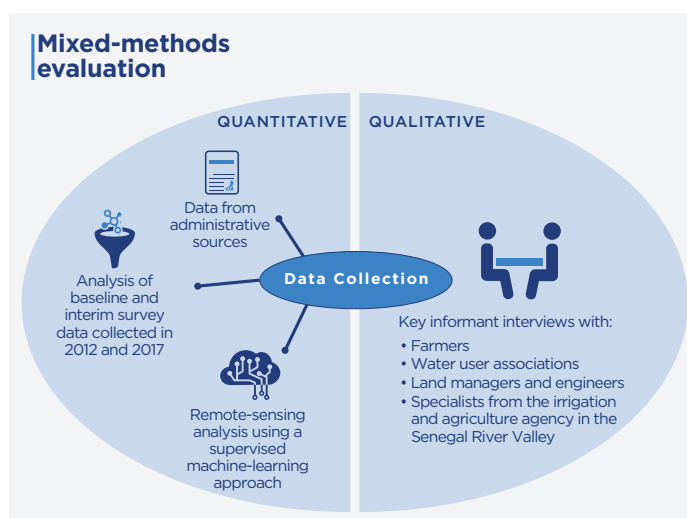 Mixed-methods
evaluation
QUANTITATIVE
QUALITATIVE
Data from
administrative
sources
Analysis of
baseline and
interim survey
data collected in
2012 and 2017
Data Collection
Remote-sensing
analysis using a
supervised
machine-learning
approach
Key informant interviews with:
• Farmers
• Water user associations
• Land managers and engineers
• Specialists from the irrigation
and agriculture agency in the
Senegal River Valley